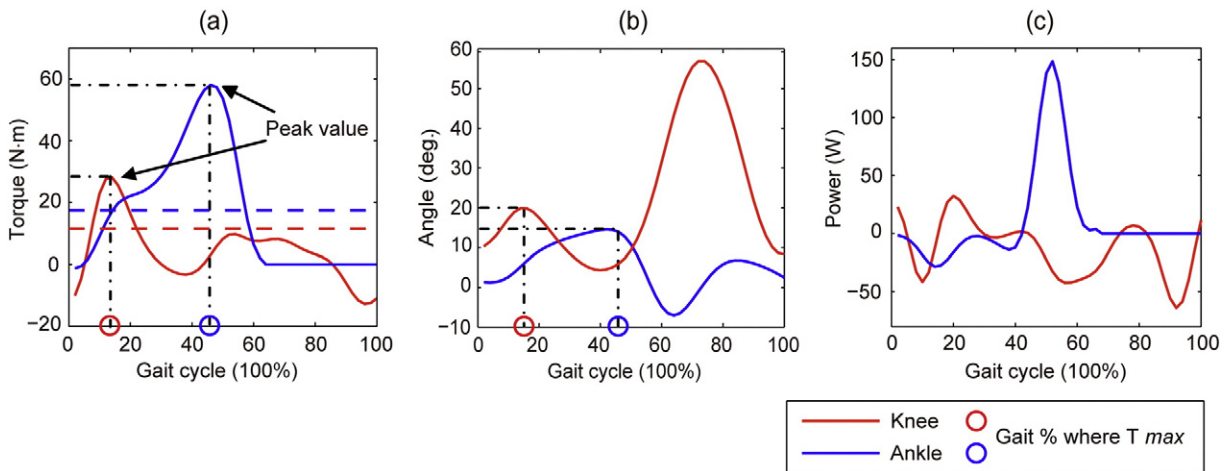 (a)
Torque (N·m)
60
40
20
0
−20
Peak value
0 20 40 60 80 100
Gait cycle (100%)
(b)
Angle (deg.)
60
50
40
30
20
10
0
−10
0 20 40 60 80 100
Gait cycle (100%)
(c)
Power (W)
150
100
50
0
−50
0 20 40 60 80 100
Gait cycle (100%)
Knee
Ankle
Gait % where T max